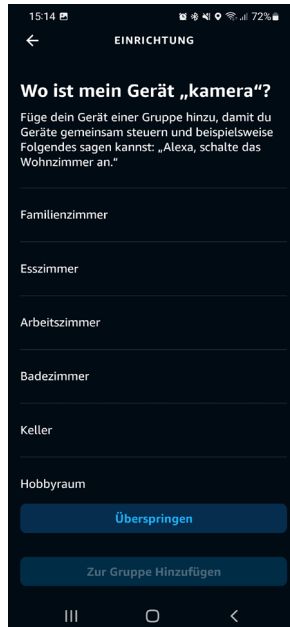 15:14 72%
EINRICHTUNG
Wo ist mein Gerät „kamera“?
Füge dein Gerät einer Gruppe hinzu, damit du
Geräte gemeinsam steuern und beispielsweise
Folgendes sagen kannst: „Alexa, schalte das
Wohnzimmer an.“
Familienzimmer
Esszimmer
Arbeitszimmer
Badezimmer
Keller
Hobbyraum
Überspringen
Zur Gruppe Hinzufügen